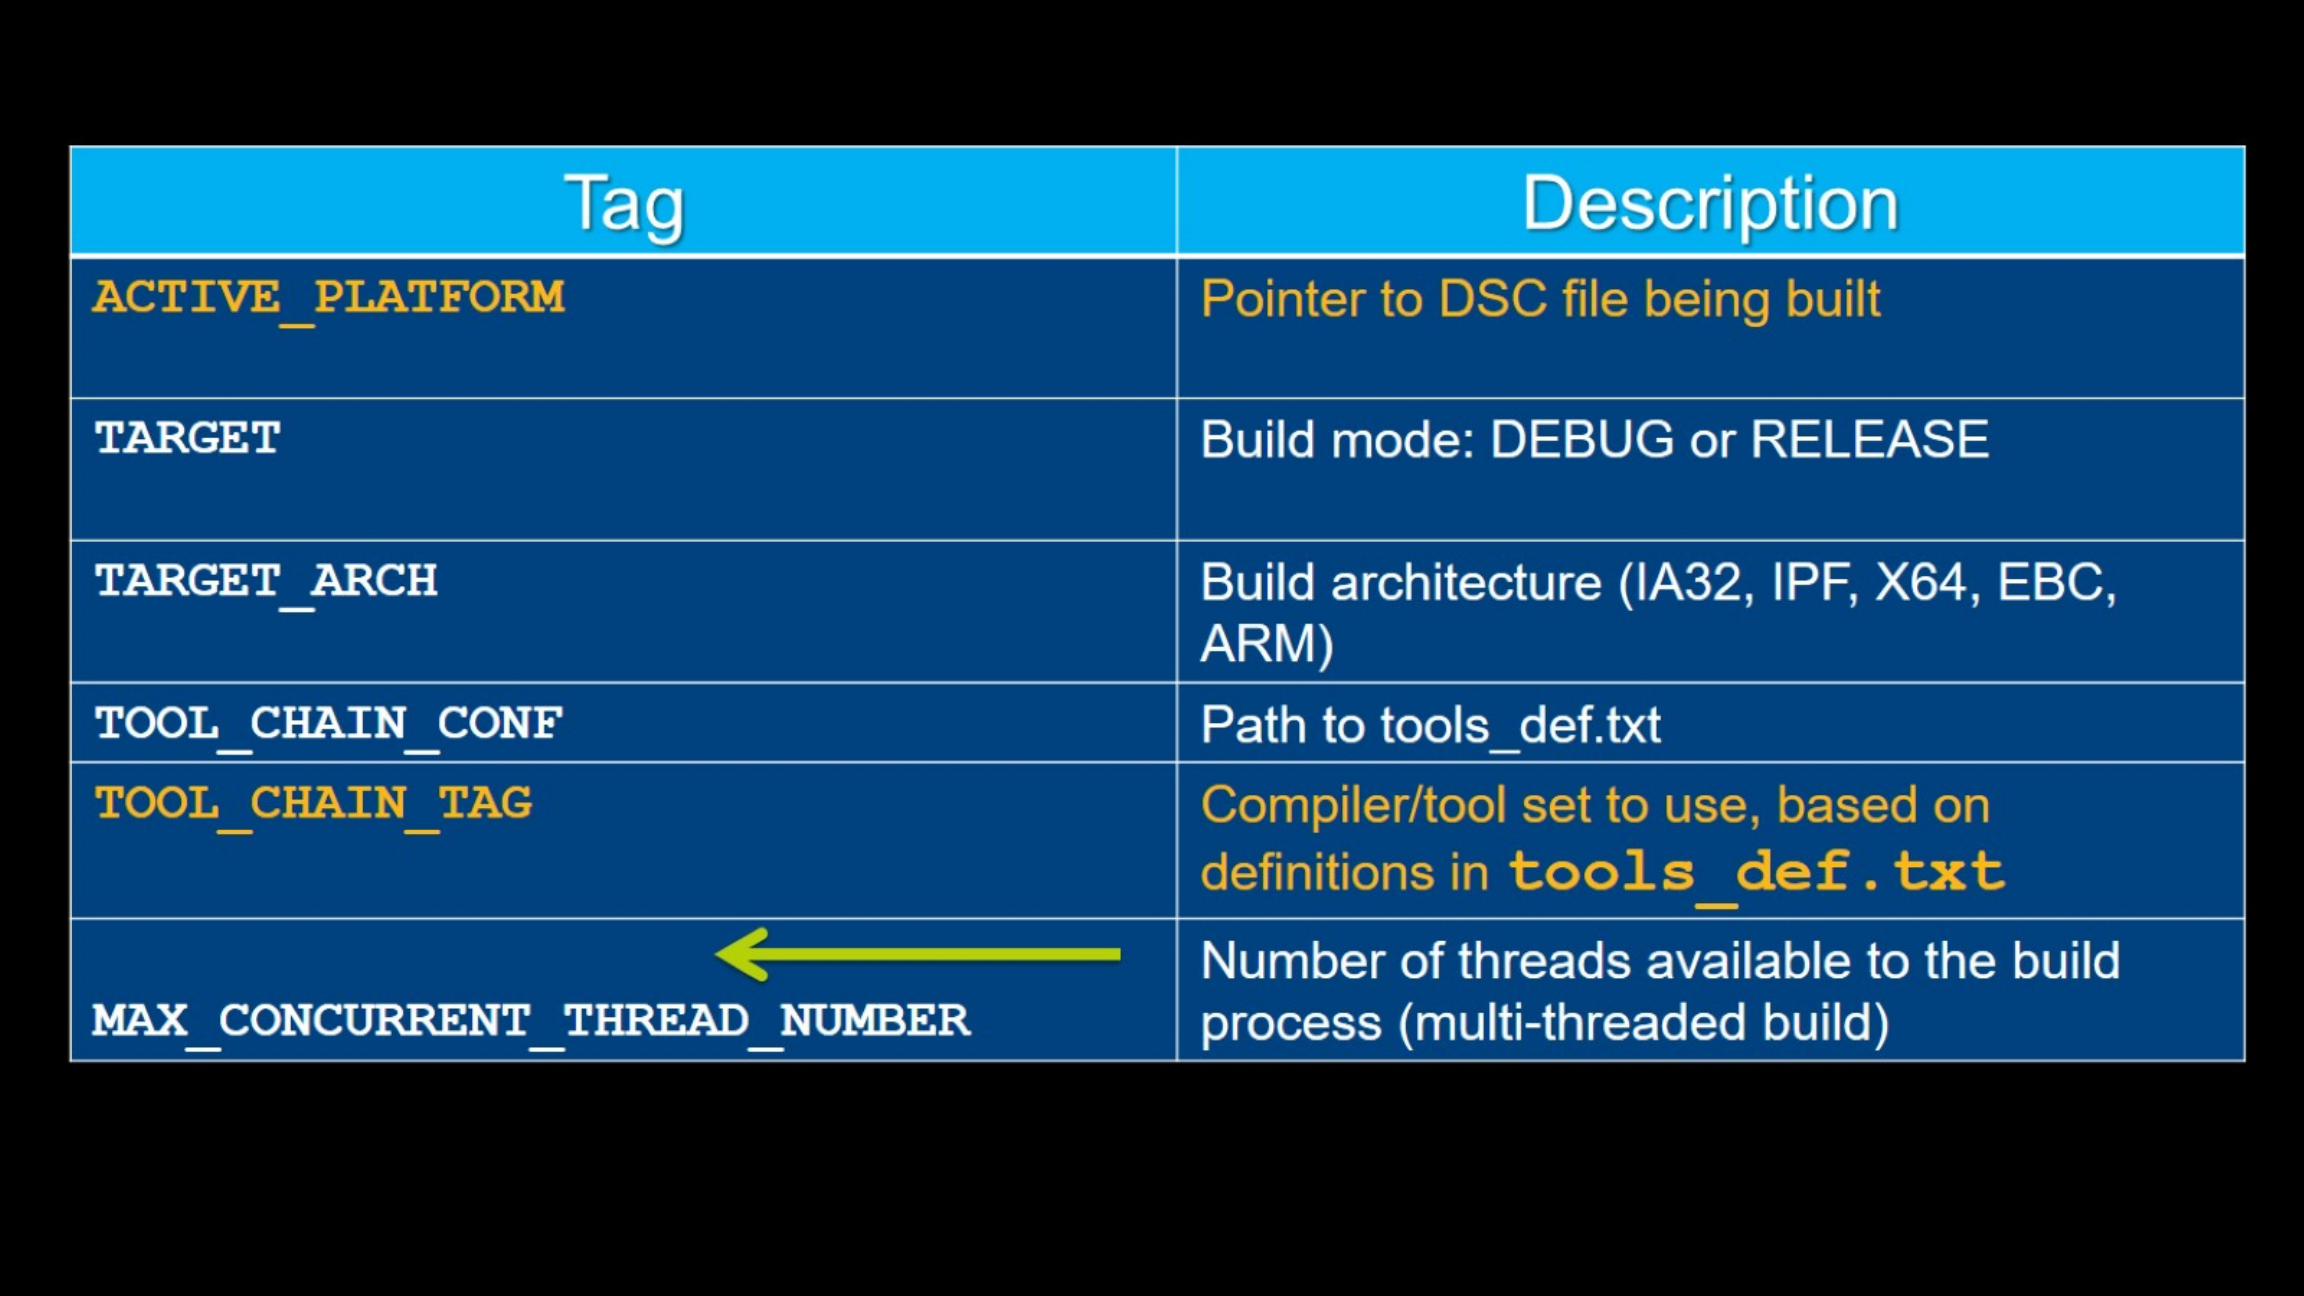 Tag
Description
ACTIVE_PLATFORM
Pointer to DSC file being built
TARGET
Build mode: DEBUG or RELEASE
TARGET_ARCH
Build architecture (IA32, IPF, X64, EBC,
ARM)
TOOL_CHAIN_CONF
Path to tools_def.txt
TOOL_CHAIN_TAG
Compiler/tool set to use, based on
definitions in tools_def.txt
MAX_CONCURRENT_THREAD_NUMBER
Number of threads available to the build
process (multi-threaded build)